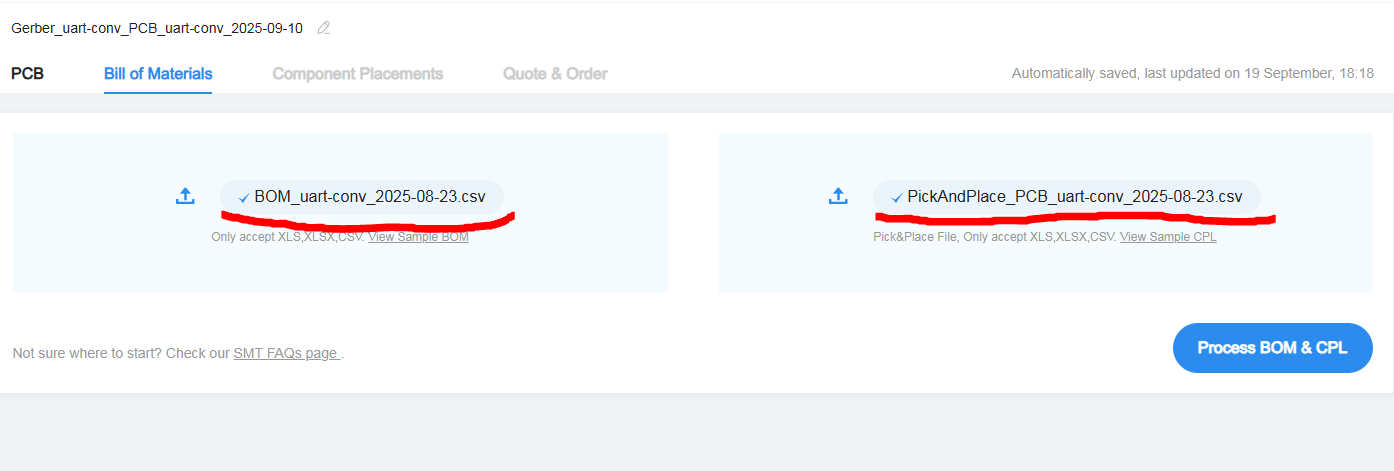 Gerber_uart-conv_PCB_uart-conv_2025-09-10
PCB Bill of Materials Component Placements Quote & Order Automatically saved, last updated on 19 September, 18:18
BOM_uart-conv_2025-08-23.csv
Only accept XLS,XLSX,CSV. View Sample BOM
PickAndPlace_PCB_uart-conv_2025-08-23.csv
Pick&Place File, Only accept XLS,XLSX,CSV. View Sample CPL
Not sure where to start? Check our SMT FAQs page .
Process BOM & CPL